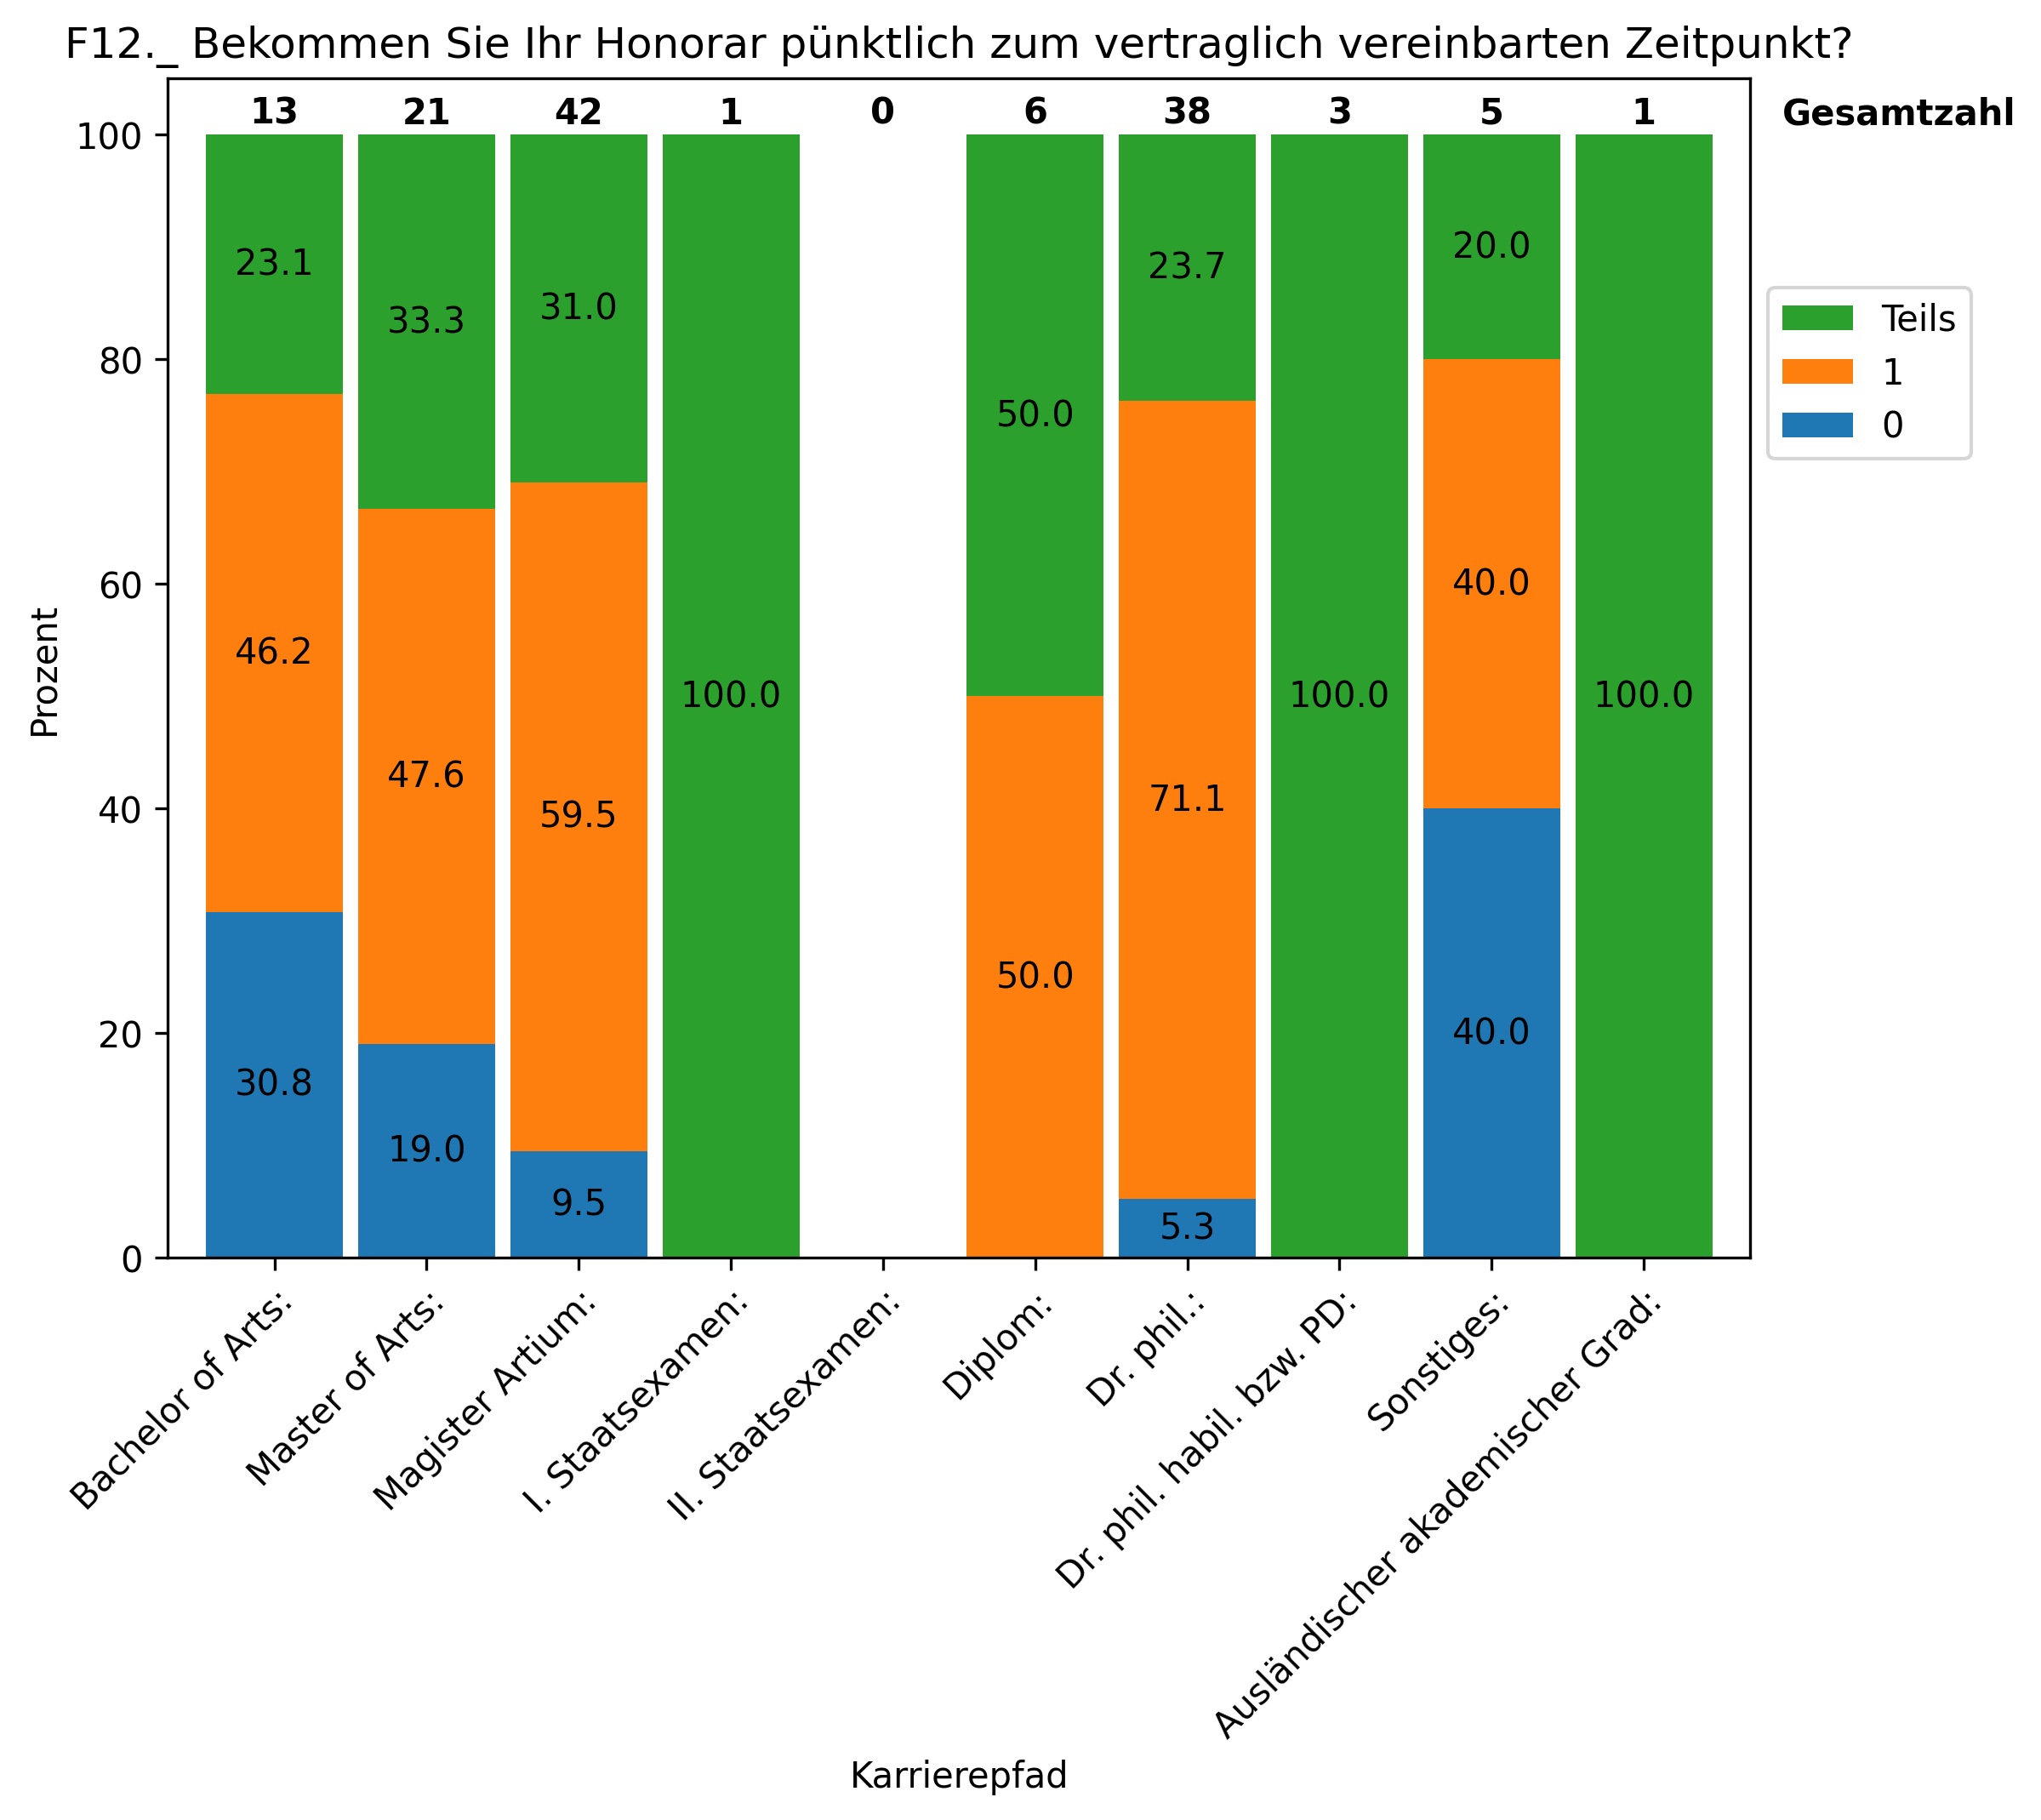 F12._ Bekommen Sie Ihr Honorar pünktlich zum vertraglich vereinbarten Zeitpunkt?
13 21 42 1 0 6 38 3 5 1 Gesamtzahl
100
80
60
40
20
0
Prozent
23.1
46.2
30.8
33.3
47.6
19.0
31.0
59.5
9.5
100.0
50.0
50.0
23.7
71.1
5.3
100.0
20.0
40.0
40.0
100.0
Teils
1
0
Bachelor of Arts:
Master of Arts:
Magister Artium:
I. Staatsexamen:
II. Staatsexamen:
Diplom:
Dr. phil.:
Dr. phil. habil. bzw. PD:
Sonstiges:
Ausländischer akademischer Grad:
Karrierepfad